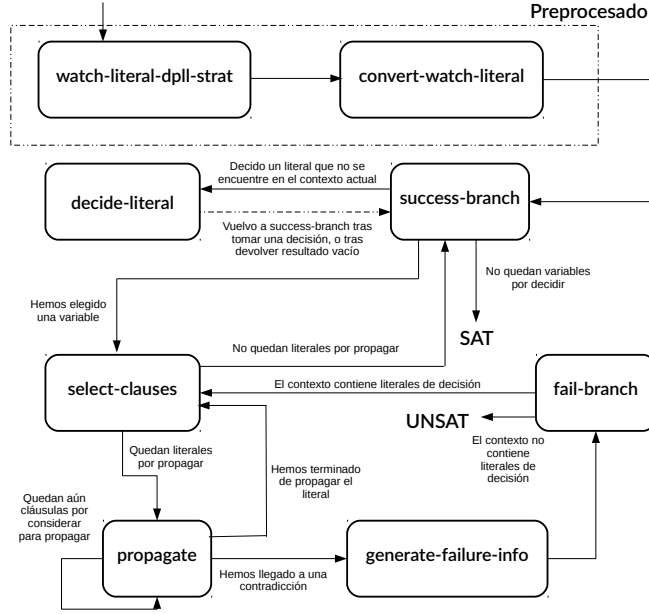 Preprocesado
watch-literal-dpll-strat
convert-watch-literal
Decido un literal que no se
encuentre en el contexto actual
decide-literal
success-branch
Vuelvo a success-branch tras
tomar una decisión, o tras
devolver resultado vacío
No quedan variables
por decidir
Hemos elegido
una variable
SAT
No quedan literales por propagar
select-clauses
El contexto contiene literales de decisión
fail-branch
UNSAT
El contexto no
contiene
literales de
decisión
Quedan literales
por propagar
Hemos terminado
de propagar el
literal
Quedan aún
cláusulas por
considerar
para propagar
propagate
generate-failure-info
Hemos llegado a una
contradicción